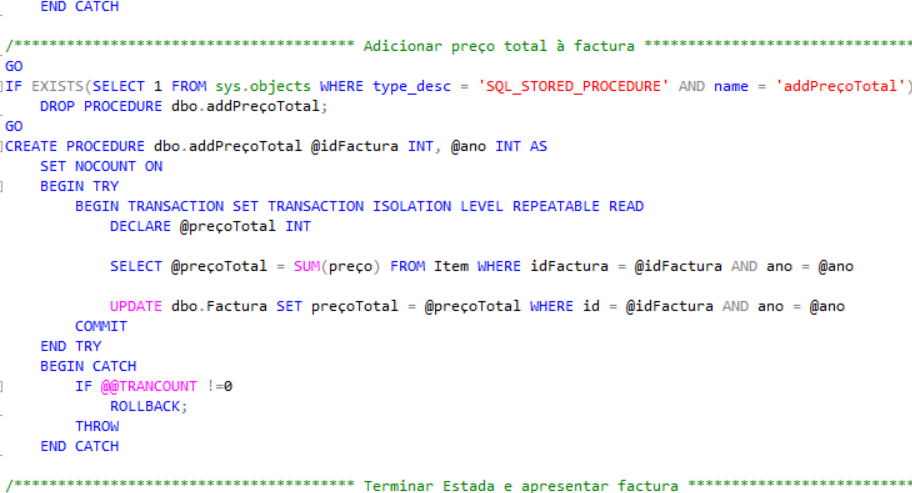 END CATCH
/*************************************** Adicionar preço total à factura *******************************
GO
IF EXISTS(SELECT 1 FROM sys.objects WHERE type_desc = 'SQL_STORED_PROCEDURE' AND name = 'addPreçoTotal')
DROP PROCEDURE dbo.addPreçoTotal;
GO
CREATE PROCEDURE dbo.addPreçoTotal @idFactura INT, @ano INT AS
SET NOCOUNT ON
BEGIN TRY
BEGIN TRANSACTION SET TRANSACTION ISOLATION LEVEL REPEATABLE READ
DECLARE @preçoTotal INT
SELECT @preçoTotal = SUM(preço) FROM Item WHERE idFactura = @idFactura AND ano = @ano
UPDATE dbo.Factura SET preçoTotal = @preçoTotal WHERE id = @idFactura AND ano = @ano
COMMIT
END TRY
BEGIN CATCH
IF @@TRANCOUNT !=0
ROLLBACK;
THROW
END CATCH
/*************************************** Terminar Estada e apresentar factura **************************